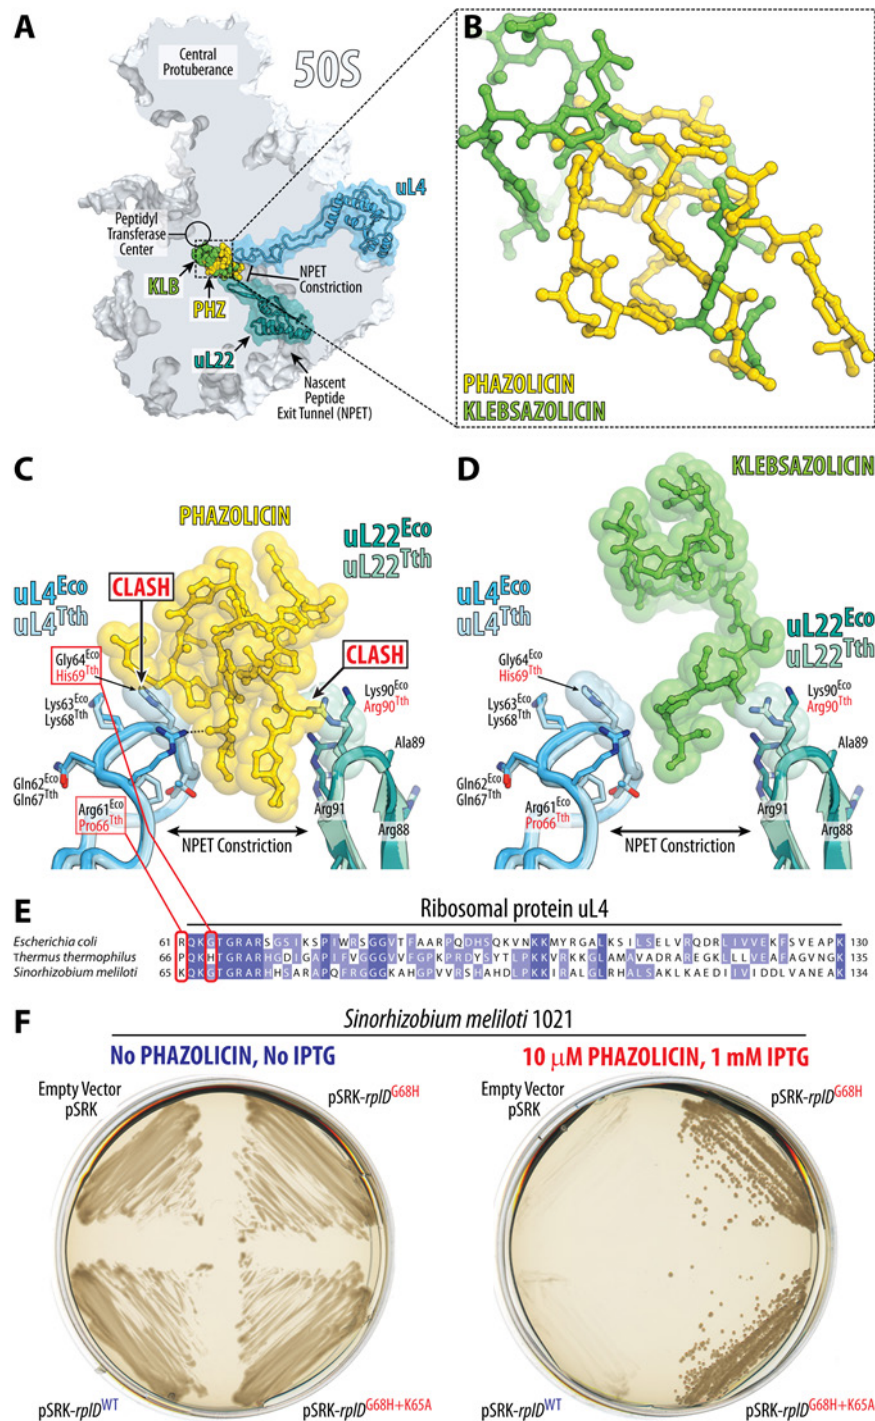 A
Central
Protuberance
50S
uL4
Peptidyl
Transferase
Center
KLB
PHZ
NPET
Constriction
uL22
Nascent
Peptide
Exit Tunnel (NPET)
B
PHAZOLICIN
KLEBSAZOLICIN
C
PHAZOLICIN
uL22Eco
uL22Tth
uL4Eco
uL4Tth
CLASH
CLASH
Gly64Eco
His69Tth
Lys63Eco
Lys68Tth
Gln62Eco
Gln67Tth
Arg61Eco
Pro66Tth
Lys90Eco
Arg90Tth
Ala89
Arg91
Arg88
NPET Constriction
D
KLEBSAZOLICIN
uL4Eco
uL4Tth
uL22Eco
uL22Tth
Gly64Eco
His69Tth
Lys63Eco
Lys68Tth
Gln62Eco
Gln67Tth
Arg61Eco
Pro66Tth
Lys90Eco
Arg90Tth
Ala89
Arg91
Arg88
NPET Constriction
E
Ribosomal protein uL4
Escherichia coli 61 RQKGTGRARSGSIKSPIWRSGGVTFAARPQDHSQKVNKKMYRGALKSILSELVRQDRLIVVEKFSVEAPK 130
Thermus thermophilus 66 PQKHTGRARHGDIGAPIFVGGGVVFGPKPRDYSYTLPKKVRKKGLAMAVADRAREGKLLLVEAFAGVNGK 135
Sinorhizobium meliloti 65 KQKGTGRARHHSARAPQFRGGGKAHGPVVRSHAHDLPKKIRALGLRHALSAKLKAEDIIVIDDLVANEAK 134
F
Sinorhizobium meliloti 1021
No PHAZOLICIN, No IPTG
10 μM PHAZOLICIN, 1 mM IPTG
Empty Vector
pSRK
pSRK-rplDG68H
Empty Vector
pSRK
pSRK-rplDG68H
pSRK-rplDWT
pSRK-rplDG68H+K65A
pSRK-rplDWT
pSRK-rplDG68H+K65A